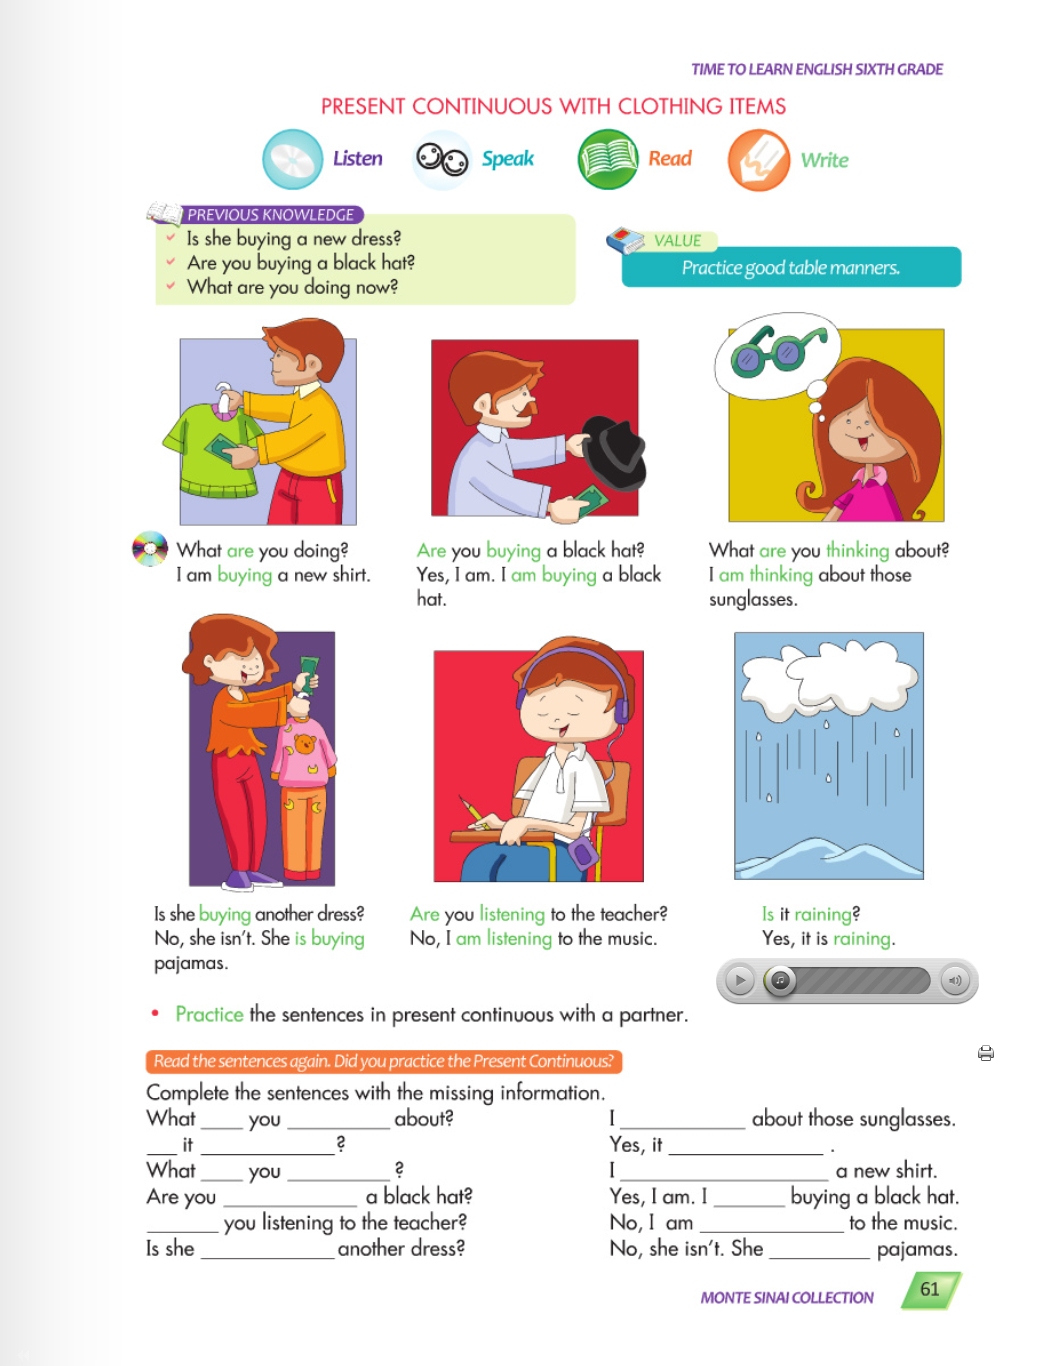 TIME TO LEARN ENGLISH SIXTH GRADE
PRESENT CONTINUOUS WITH CLOTHING ITEMS
Listen
Speak
Read
Write
PREVIOUS KNOWLEDGE
Is she buying a new dress?
Are you buying a black hat?
What are you doing now?
VALUE
Practice good table manners.
What are you doing?
I am buying a new shirt.
Are you buying a black hat?
Yes, I am. I am buying a black
hat.
What are you thinking about?
I am thinking about those
sunglasses.
Is she buying another dress?
No, she isn't. She is buying
pajamas.
Are you listening to the teacher?
No, I am listening to the music.
Is it raining?
Yes, it is raining.
• Practice the sentences in present continuous with a partner.
Read the sentences again. Did you practice the Present Continuous?
Complete the sentences with the missing information.
What ____ you __________ about?
I ____________ about those sunglasses.
___ it _____________?
Yes, it _______________ .
What ____ you __________ ?
I ____________________ a new shirt.
Are you _____________ a black hat?
Yes, I am. I _______ buying a black hat.
_______ you listening to the teacher?
No, I am ______________ to the music.
Is she _____________ another dress?
No, she isn't. She __________ pajamas.
MONTE SINAI COLLECTION
61